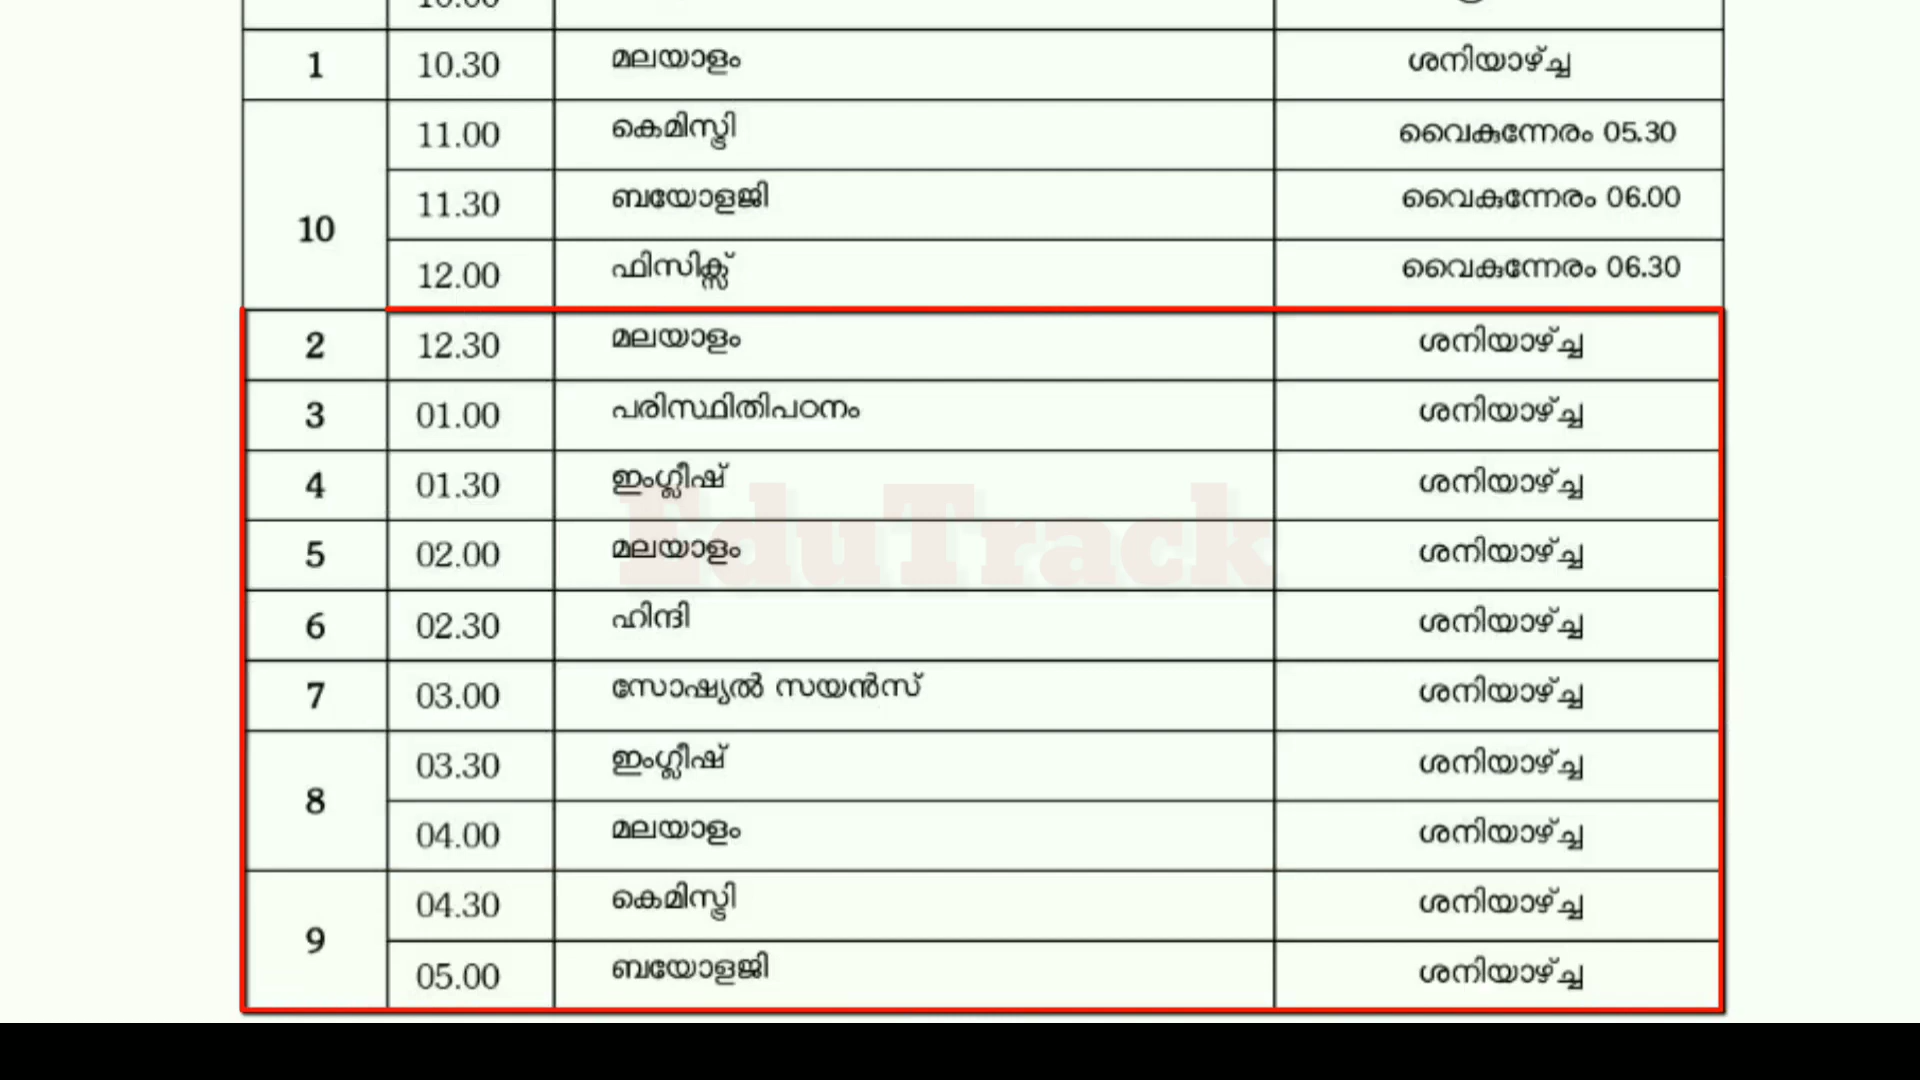 1 10.30 മലയാളം ശനിയാഴ്ച്ച
10 11.00 കെമിസ്ട്രി വൈകുന്നേരം 05.30
11.30 ബയോളജി വൈകുന്നേരം 06.00
12.00 ഫിസിക്സ് വൈകുന്നേരം 06.30
2 12.30 മലയാളം ശനിയാഴ്ച്ച
3 01.00 പരിസ്ഥിതിപഠനം ശനിയാഴ്ച്ച
4 01.30 ഇംഗ്ലീഷ് ശനിയാഴ്ച്ച
EduTrack
5 02.00 മലയാളം ശനിയാഴ്ച്ച
6 02.30 ഹിന്ദി ശനിയാഴ്ച്ച
7 03.00 സോഷ്യൽ സയൻസ് ശനിയാഴ്ച്ച
8 03.30 ഇംഗ്ലീഷ് ശനിയാഴ്ച്ച
04.00 മലയാളം ശനിയാഴ്ച്ച
9 04.30 കെമിസ്ട്രി ശനിയാഴ്ച്ച
05.00 ബയോളജി ശനിയാഴ്ച്ച